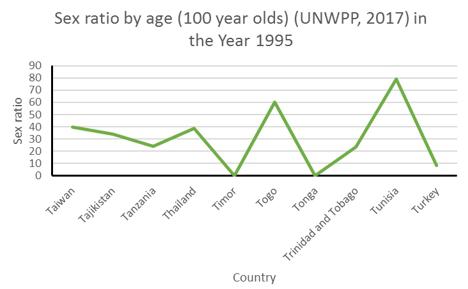 Sex ratio by age (100 year olds) (UNWPP, 2017) in
the Year 1995
Sex ratio
90
80
70
60
50
40
30
20
10
0
Taiwan
Tajikistan
Tanzania
Thailand
Timor
Togo
Tonga
Trinidad and Tobago
Tunisia
Turkey
Country